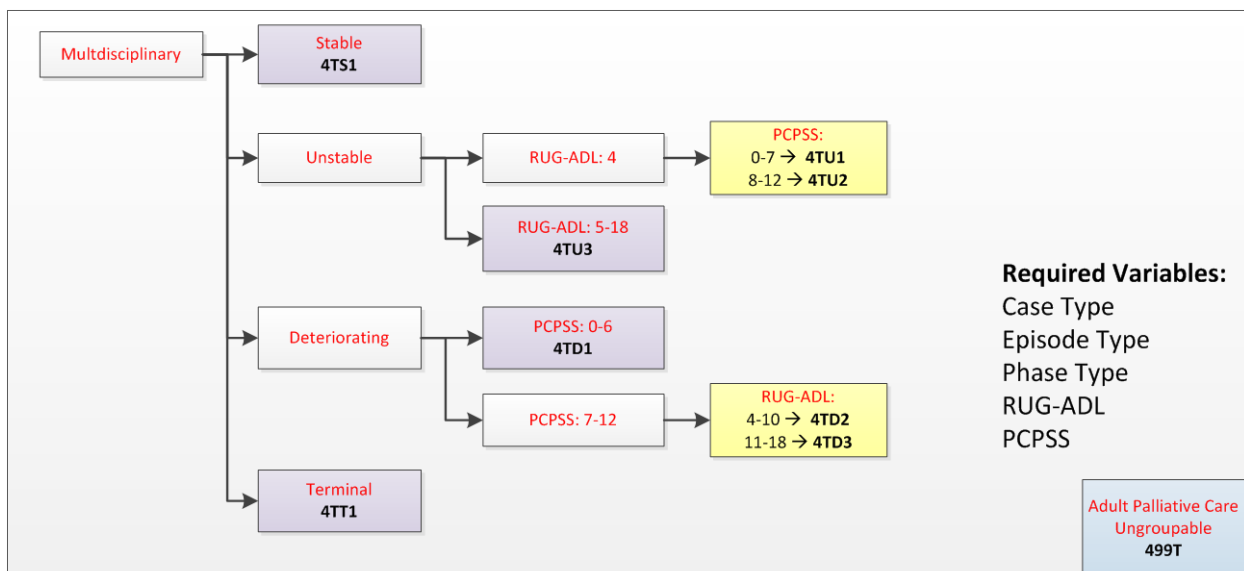 Multdisciplinary
Stable
4TS1
Unstable
RUG-ADL: 4
PCPSS:
0-7 → 4TU1
8-12 → 4TU2
RUG-ADL: 5-18
4TU3
Deteriorating
PCPSS: 0-6
4TD1
PCPSS: 7-12
RUG-ADL:
4-10 → 4TD2
11-18 → 4TD3
Terminal
4TT1
Required Variables:
Case Type
Episode Type
Phase Type
RUG-ADL
PCPSS
Adult Palliative Care
Ungroupable
499T